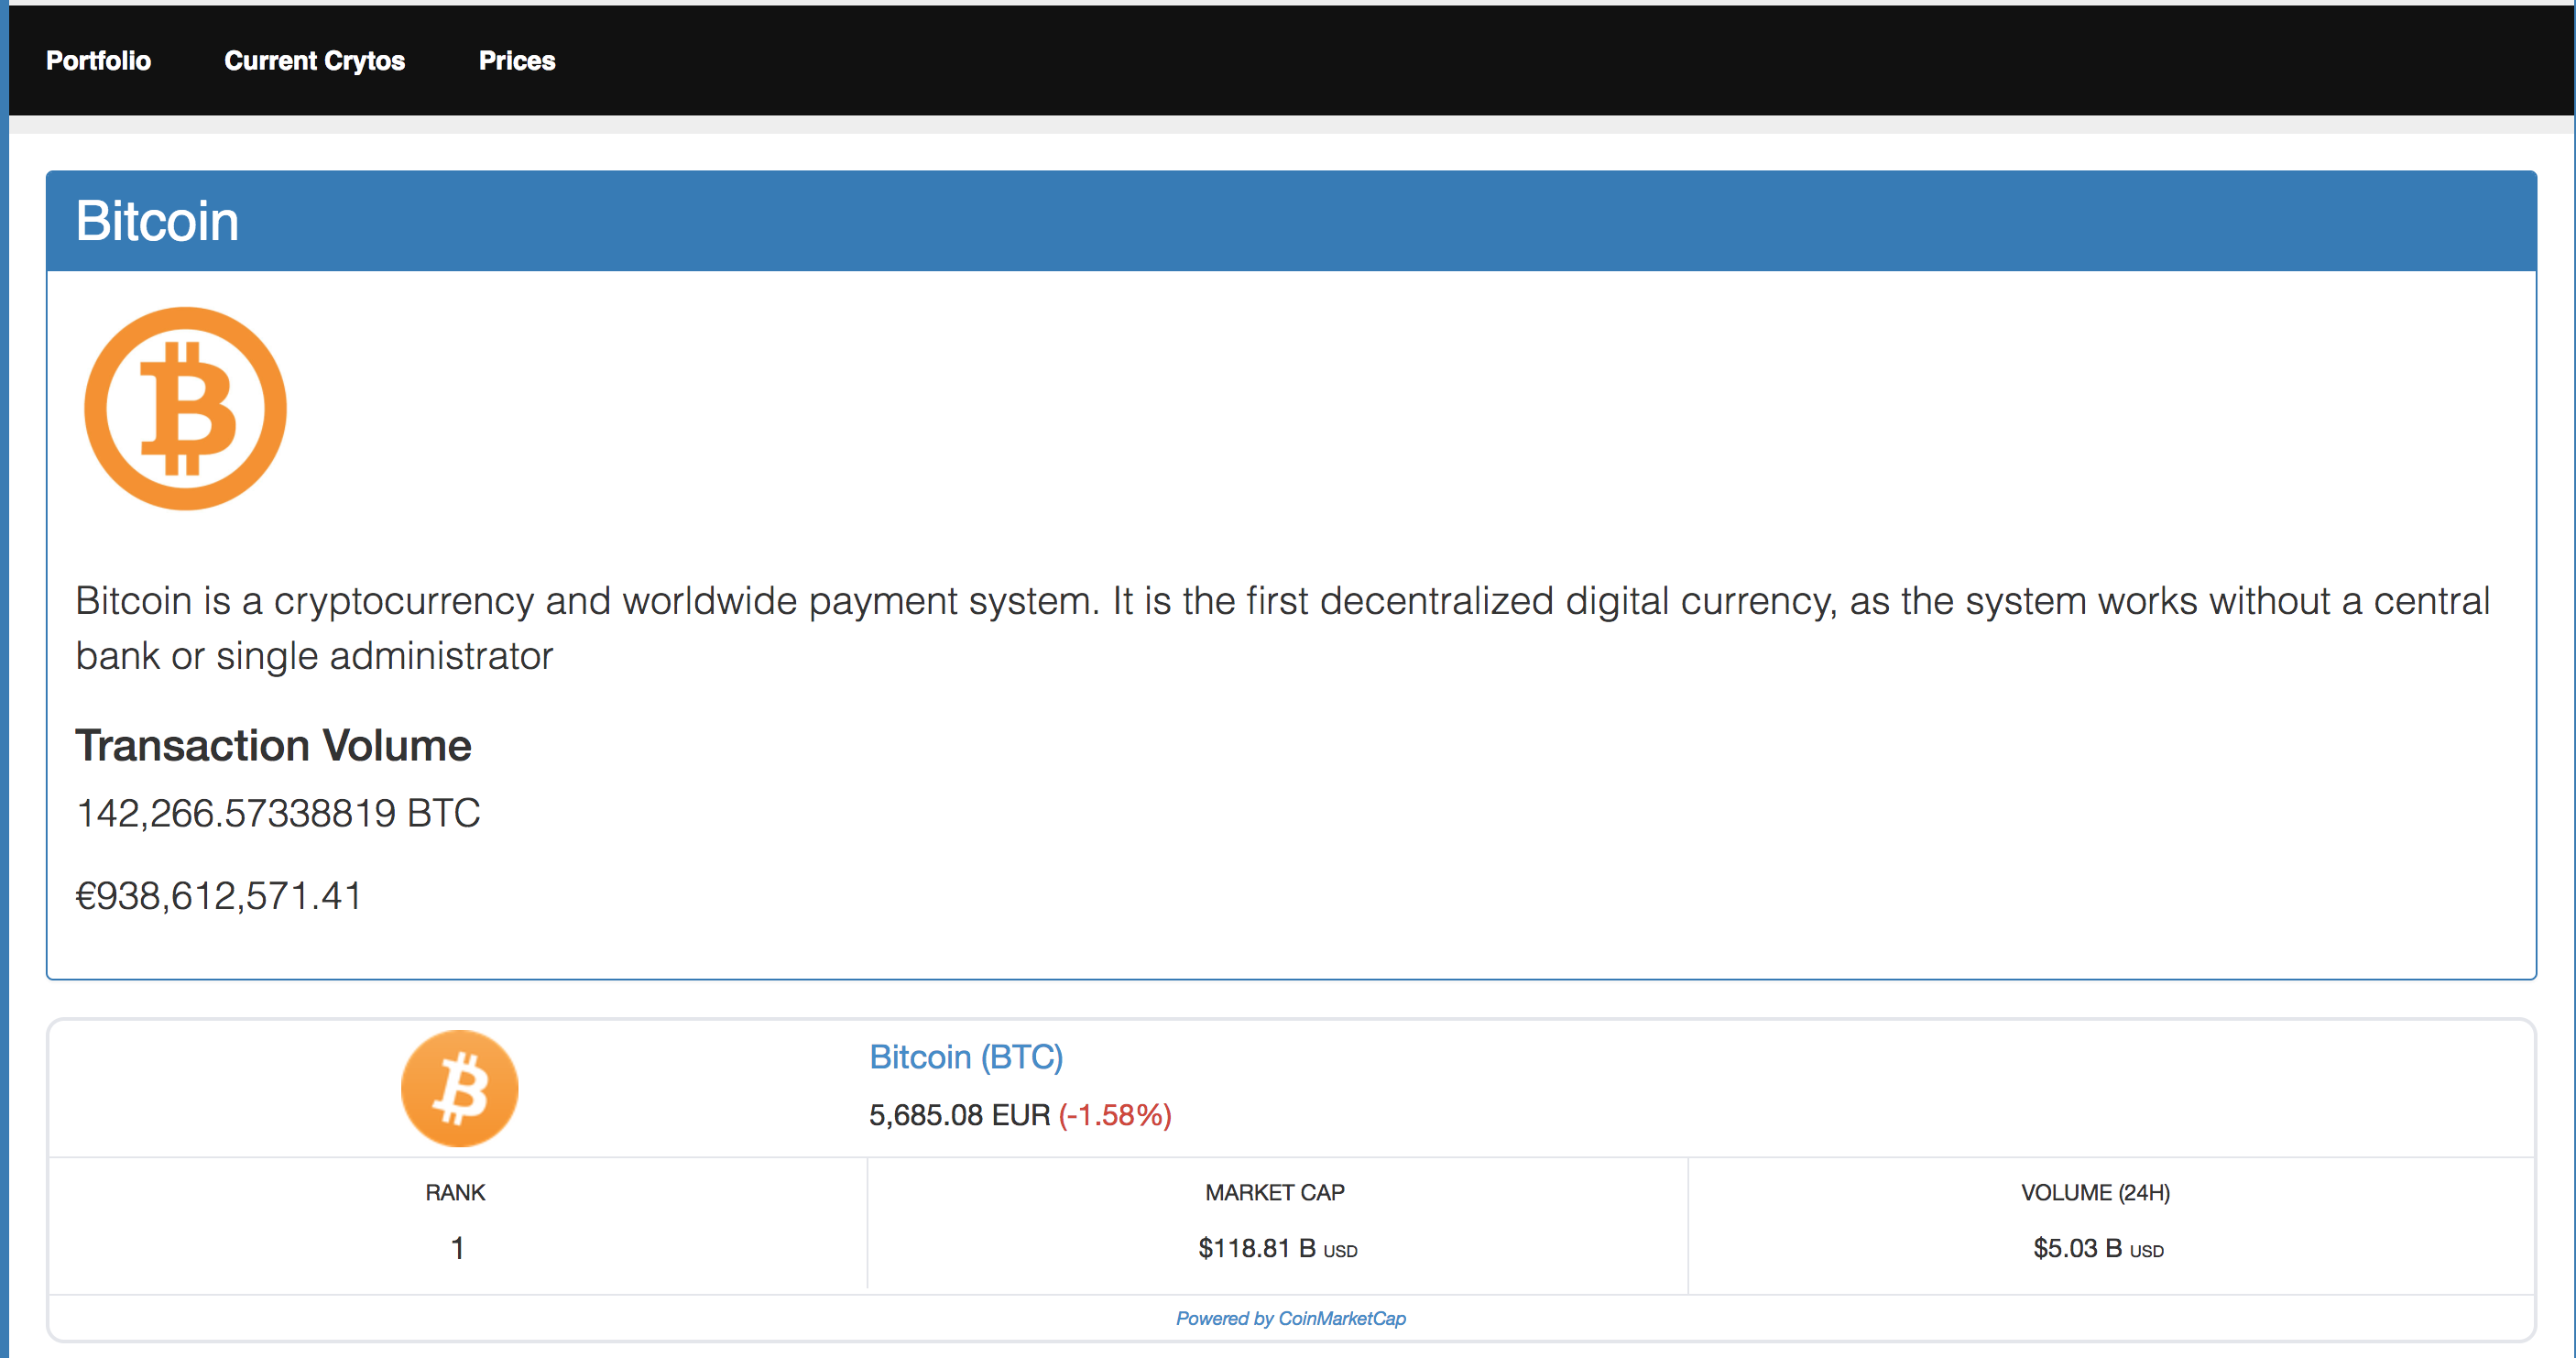 Portfolio Current Crytos Prices
Bitcoin
Bitcoin is a cryptocurrency and worldwide payment system. It is the first decentralized digital currency, as the system works without a central
bank or single administrator
Transaction Volume
142,266.57338819 BTC
€938,612,571.41
Bitcoin (BTC)
5,685.08 EUR (-1.58%)
RANK MARKET CAP VOLUME (24H)
1 $118.81 B USD $5.03 B USD
Powered by CoinMarketCap